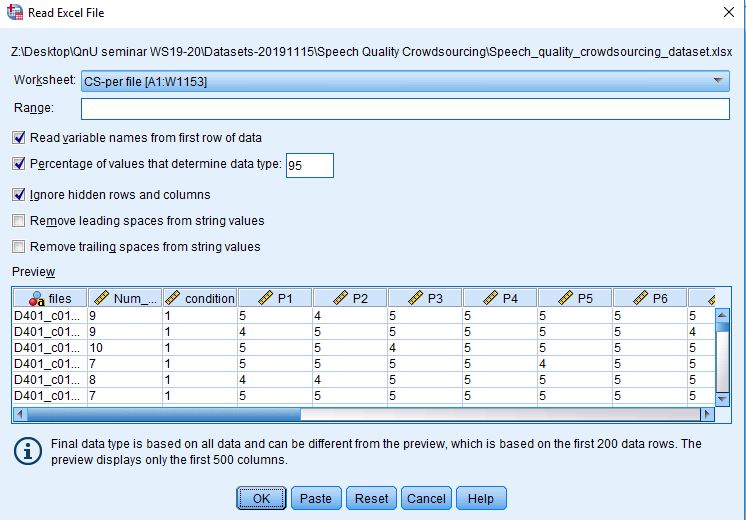 Read Excel File
Z:\Desktop\QnU seminar WS19-20\Datasets-20191115\Speech Quality Crowdsourcing\Speech_quality_crowdsourcing_dataset.xlsx
Worksheet: CS-per file [A1:W1153]
Range:
Read variable names from first row of data
Percentage of values that determine data type: 95
Ignore hidden rows and columns
Remove leading spaces from string values
Remove trailing spaces from string values
Preview
files Num_... condition P1 P2 P3 P4 P5 P6
D401_c01... 9 1 5 4 5 5 5 5 5
D401_c01... 9 1 4 5 5 5 5 5 4
D401_c01... 10 1 5 5 4 5 5 5 5
D401_c01... 7 1 5 5 5 5 4 5 5
D401_c01... 8 1 4 4 5 5 5 5 5
D401_c01... 7 1 5 5 5 5 5 5 5
Final data type is based on all data and can be different from the preview, which is based on the first 200 data rows. The
preview displays only the first 500 columns.
OK Paste Reset Cancel Help